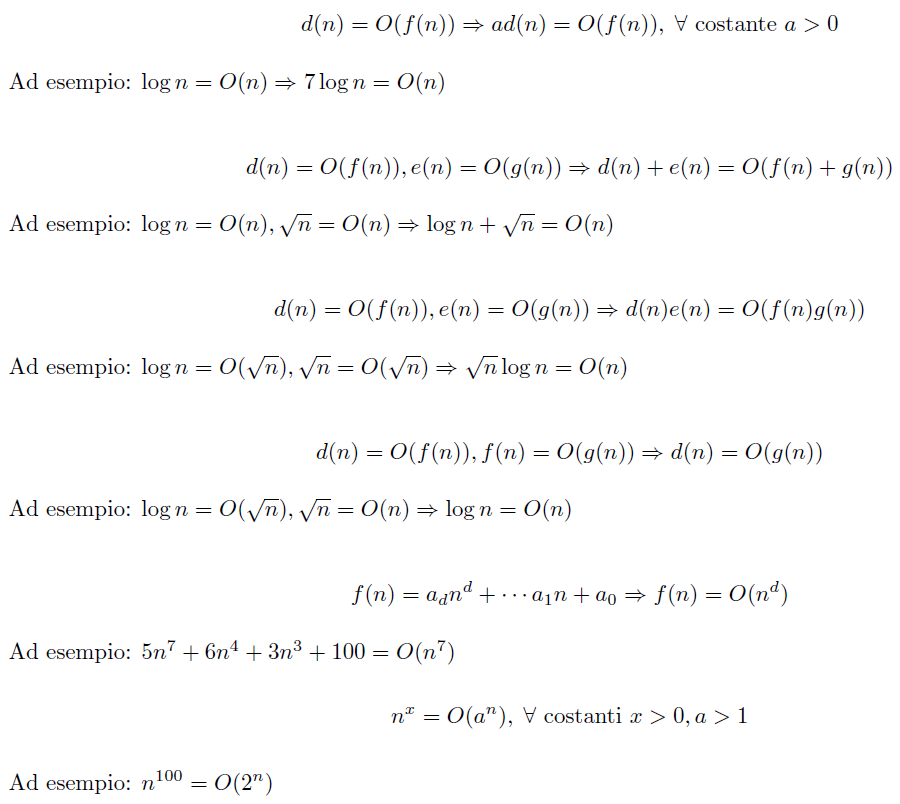 d(n) = O(f(n)) ⇒ ad(n) = O(f(n)), ∀ costante a > 0
Ad esempio: log n = O(n) ⇒ 7 log n = O(n)
d(n) = O(f(n)), e(n) = O(g(n)) ⇒ d(n) + e(n) = O(f(n) + g(n))
Ad esempio: log n = O(n), √n = O(n) ⇒ log n + √n = O(n)
d(n) = O(f(n)), e(n) = O(g(n)) ⇒ d(n)e(n) = O(f(n)g(n))
Ad esempio: log n = O(√n), √n = O(√n) ⇒ √n log n = O(n)
d(n) = O(f(n)), f(n) = O(g(n)) ⇒ d(n) = O(g(n))
Ad esempio: log n = O(√n), √n = O(n) ⇒ log n = O(n)
f(n) = a_d n^d + ··· a_1 n + a_0 ⇒ f(n) = O(n^d)
Ad esempio: 5n^7 + 6n^4 + 3n^3 + 100 = O(n^7)
n^x = O(a^n), ∀ costanti x > 0, a > 1
Ad esempio: n^100 = O(2^n)